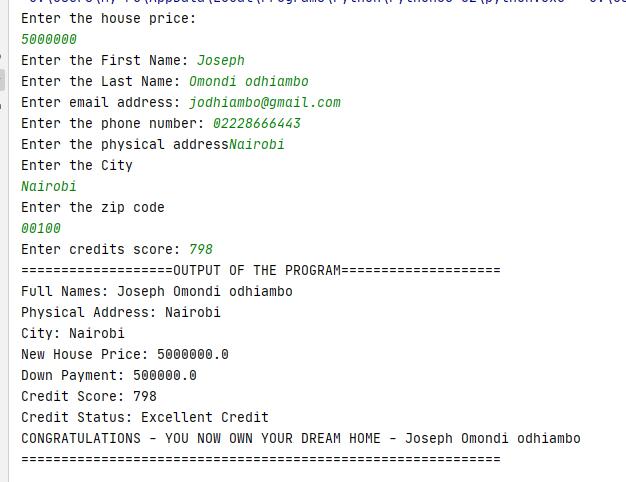 Enter the house price:
5000000
Enter the First Name: Joseph
Enter the Last Name: Omondi odhiambo
Enter email address: jodhiambo@gmail.com
Enter the phone number: 02228666443
Enter the physical addressNairobi
Enter the City
Nairobi
Enter the zip code
00100
Enter credits score: 798
===================OUTPUT OF THE PROGRAM====================
Full Names: Joseph Omondi odhiambo
Physical Address: Nairobi
City: Nairobi
New House Price: 5000000.0
Down Payment: 500000.0
Credit Score: 798
Credit Status: Excellent Credit
CONGRATULATIONS - YOU NOW OWN YOUR DREAM HOME - Joseph Omondi odhiambo
============================================================